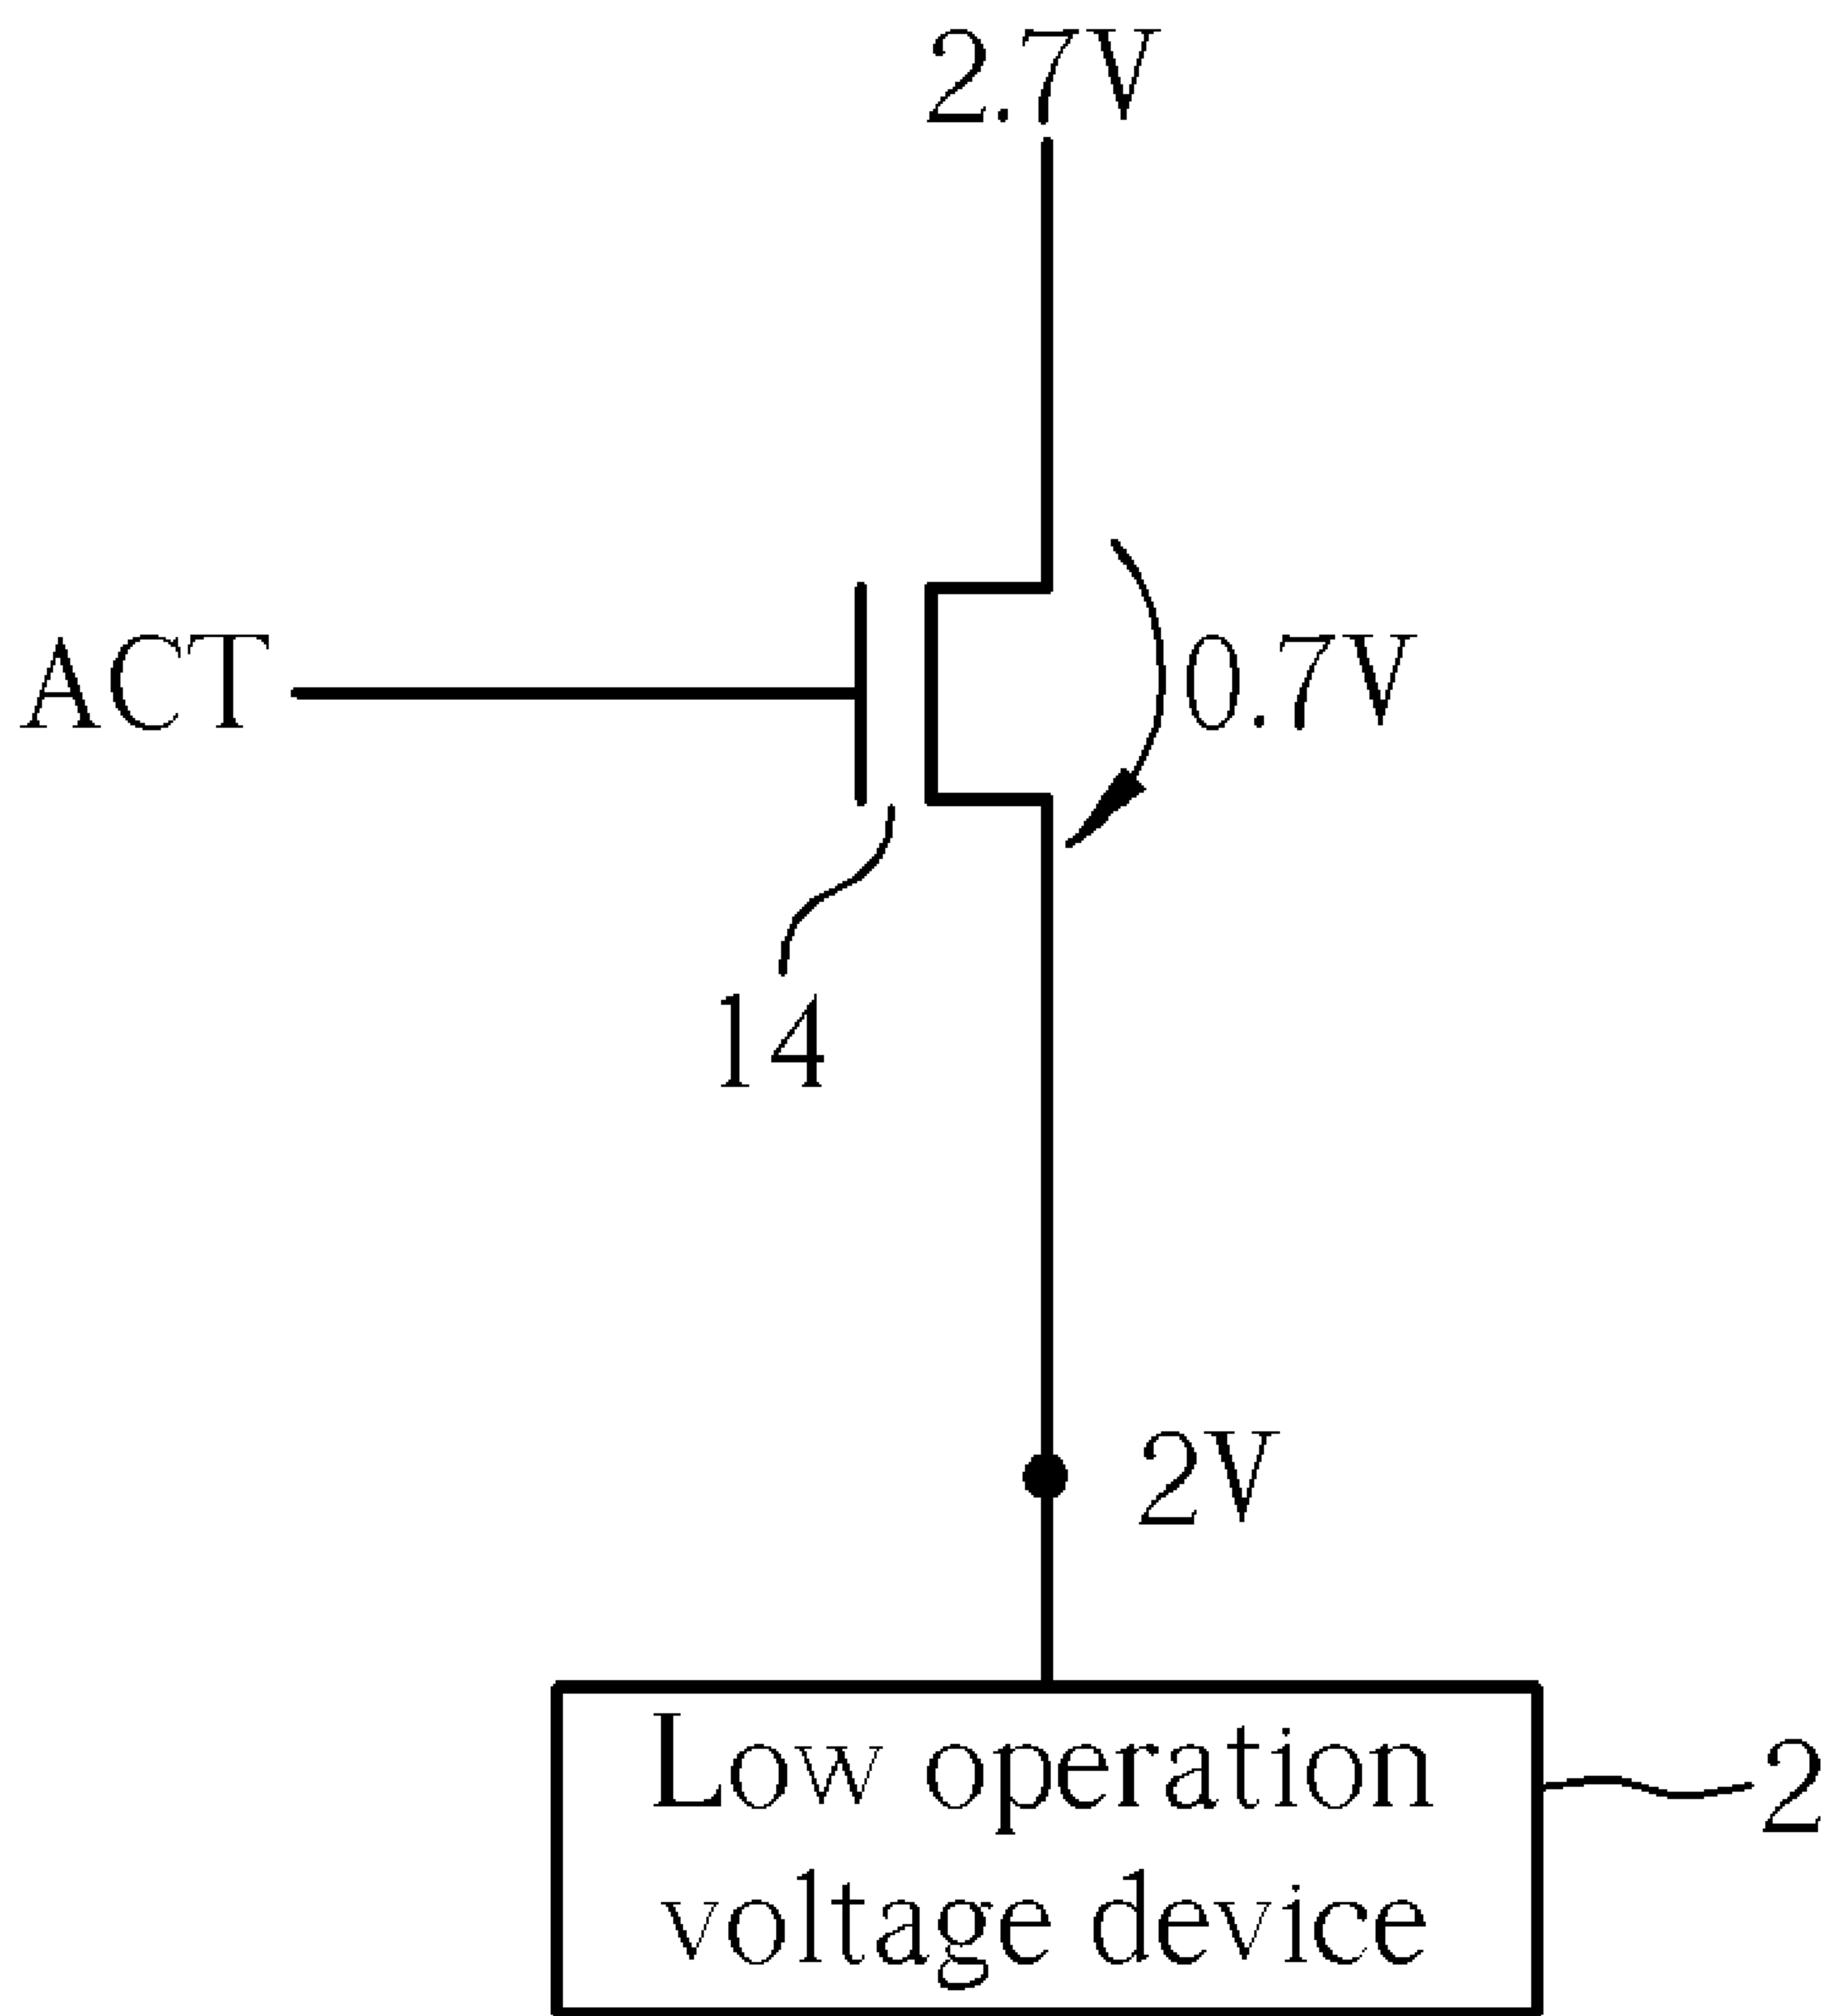 2.7V
ACT
0.7V
14
2V
Low operation
voltage device
2